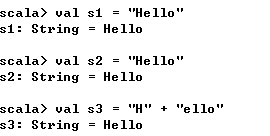 scala> val s1 = "Hello"
s1: String = Hello
scala> val s2 = "Hello"
s2: String = Hello
scala> val s3 = "H" + "ello"
s3: String = Hello